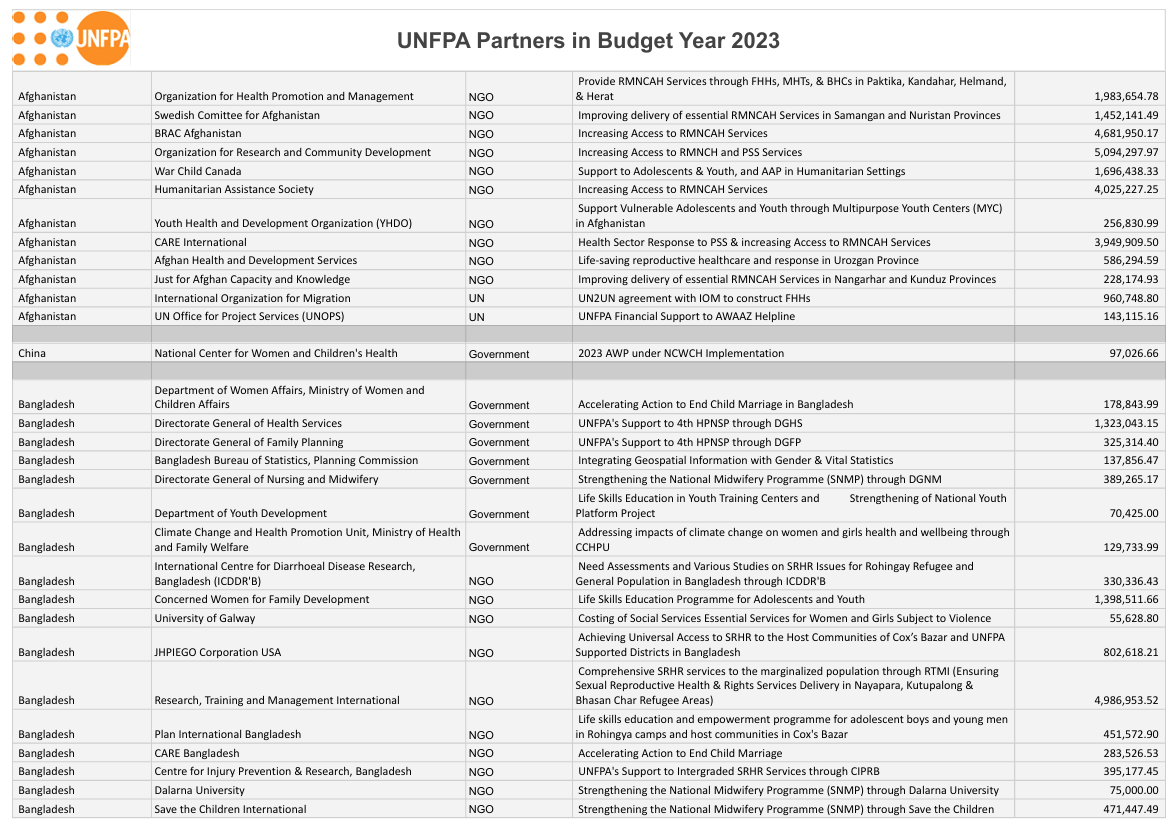 UNFPA
UNFPA Partners in Budget Year 2023
Provide RMNCAH Services through FHHs, MHTs, & BHCs in Paktika, Kandahar, Helmand,
Afghanistan Organization for Health Promotion and Management NGO & Herat 1,983,654.78
Afghanistan Swedish Comittee for Afghanistan NGO Improving delivery of essential RMNCAH Services in Samangan and Nuristan Provinces 1,452,141.49
Afghanistan BRAC Afghanistan NGO Increasing Access to RMNCAH Services 4,681,950.17
Afghanistan Organization for Research and Community Development NGO Increasing Access to RMNCH and PSS Services 5,094,297.97
Afghanistan War Child Canada NGO Support to Adolescents & Youth, and AAP in Humanitarian Settings 1,696,438.33
Afghanistan Humanitarian Assistance Society NGO Increasing Access to RMNCAH Services 4,025,227.25
Support Vulnerable Adolescents and Youth through Multipurpose Youth Centers (MYC)
Afghanistan Youth Health and Development Organization (YHDO) NGO in Afghanistan 256,830.99
Afghanistan CARE International NGO Health Sector Response to PSS & increasing Access to RMNCAH Services 3,949,909.50
Afghanistan Afghan Health and Development Services NGO Life-saving reproductive healthcare and response in Urozgan Province 586,294.59
Afghanistan Just for Afghan Capacity and Knowledge NGO Improving delivery of essential RMNCAH Services in Nangarhar and Kunduz Provinces 228,174.93
Afghanistan International Organization for Migration UN UN2UN agreement with IOM to construct FHHs 960,748.80
Afghanistan UN Office for Project Services (UNOPS) UN UNFPA Financial Support to AWAAZ Helpline 143,115.16
China National Center for Women and Children's Health Government 2023 AWP under NCWCH Implementation 97,026.66
Department of Women Affairs, Ministry of Women and
Bangladesh Children Affairs Government Accelerating Action to End Child Marriage in Bangladesh 178,843.99
Bangladesh Directorate General of Health Services Government UNFPA's Support to 4th HPNSP through DGHS 1,323,043.15
Bangladesh Directorate General of Family Planning Government UNFPA's Support to 4th HPNSP through DGFP 325,314.40
Bangladesh Bangladesh Bureau of Statistics, Planning Commission Government Integrating Geospatial Information with Gender & Vital Statistics 137,856.47
Bangladesh Directorate General of Nursing and Midwifery Government Strengthening the National Midwifery Programme (SNMP) through DGNM 389,265.17
Life Skills Education in Youth Training Centers and Strengthening of National Youth
Bangladesh Department of Youth Development Government Platform Project 70,425.00
Climate Change and Health Promotion Unit, Ministry of Health Addressing impacts of climate change on women and girls health and wellbeing through
Bangladesh and Family Welfare Government CCHPU 129,733.99
International Centre for Diarrhoeal Disease Research, Need Assessments and Various Studies on SRHR Issues for Rohingay Refugee and
Bangladesh Bangladesh (ICDDR'B) NGO General Population in Bangladesh through ICDDR'B 330,336.43
Bangladesh Concerned Women for Family Development NGO Life Skills Education Programme for Adolescents and Youth 1,398,511.66
Bangladesh University of Galway NGO Costing of Social Services Essential Services for Women and Girls Subject to Violence 55,628.80
Achieving Universal Access to SRHR to the Host Communities of Cox’s Bazar and UNFPA
Bangladesh JHPIEGO Corporation USA NGO Supported Districts in Bangladesh 802,618.21
Comprehensive SRHR services to the marginalized population through RTMI (Ensuring
Sexual Reproductive Health & Rights Services Delivery in Nayapara, Kutupalong &
Bangladesh Research, Training and Management International NGO Bhasan Char Refugee Areas) 4,986,953.52
Life skills education and empowerment programme for adolescent boys and young men
Bangladesh Plan International Bangladesh NGO in Rohingya camps and host communities in Cox's Bazar 451,572.90
Bangladesh CARE Bangladesh NGO Accelerating Action to End Child Marriage 283,526.53
Bangladesh Centre for Injury Prevention & Research, Bangladesh NGO UNFPA's Support to Intergraded SRHR Services through CIPRB 395,177.45
Bangladesh Dalarna University NGO Strengthening the National Midwifery Programme (SNMP) through Dalarna University 75,000.00
Bangladesh Save the Children International NGO Strengthening the National Midwifery Programme (SNMP) through Save the Children 471,447.49